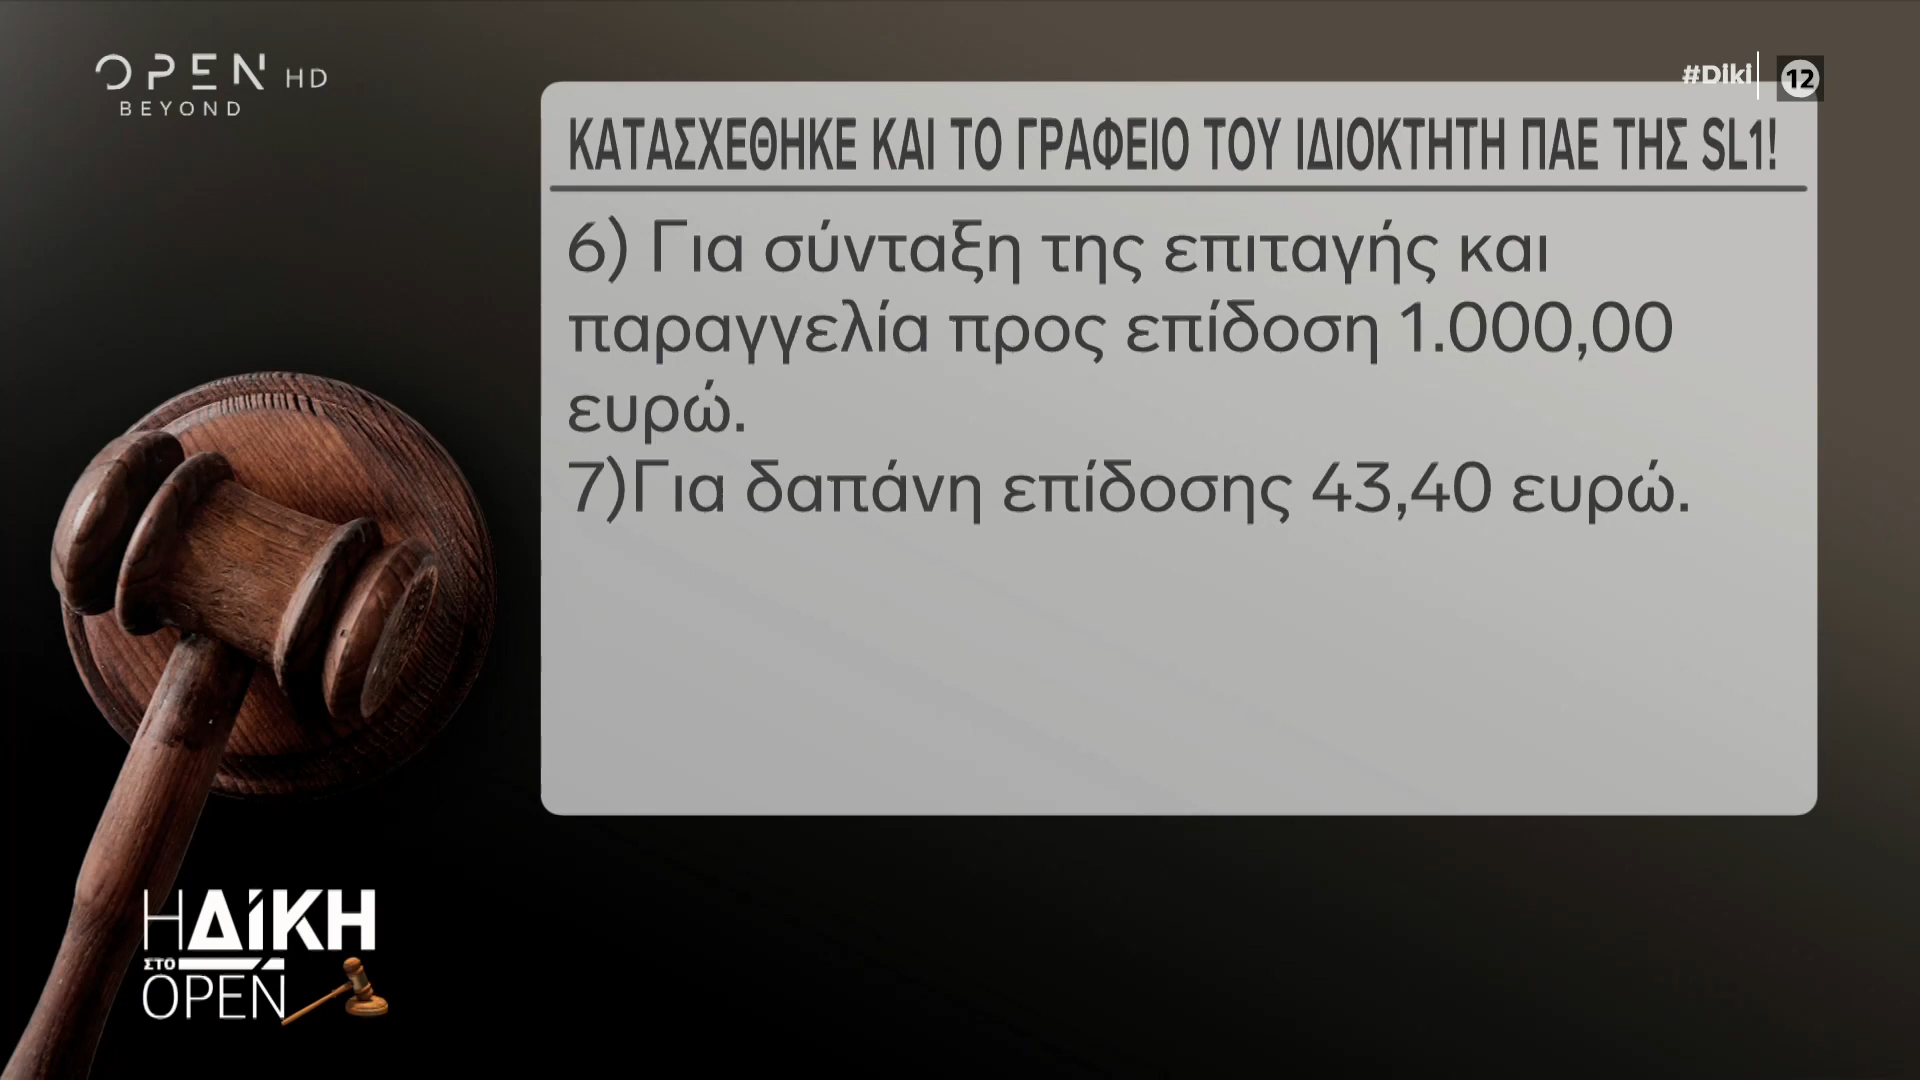 OPEN HD
BEYOND
#Diki
12
ΚΑΤΑΣΧΕΘΗΚΕ ΚΑΙ ΤΟ ΓΡΑΦΕΙΟ ΤΟΥ ΙΔΙΟΚΤΗΤΗ ΠΑΕ ΤΗΣ SL1!
6) Για σύνταξη της επιταγής και
παραγγελία προς επίδοση 1.000,00
ευρώ.
7)Για δαπάνη επίδοσης 43,40 ευρώ.
Η ΔΊΚΗ
ΣΤΟ
OPEN